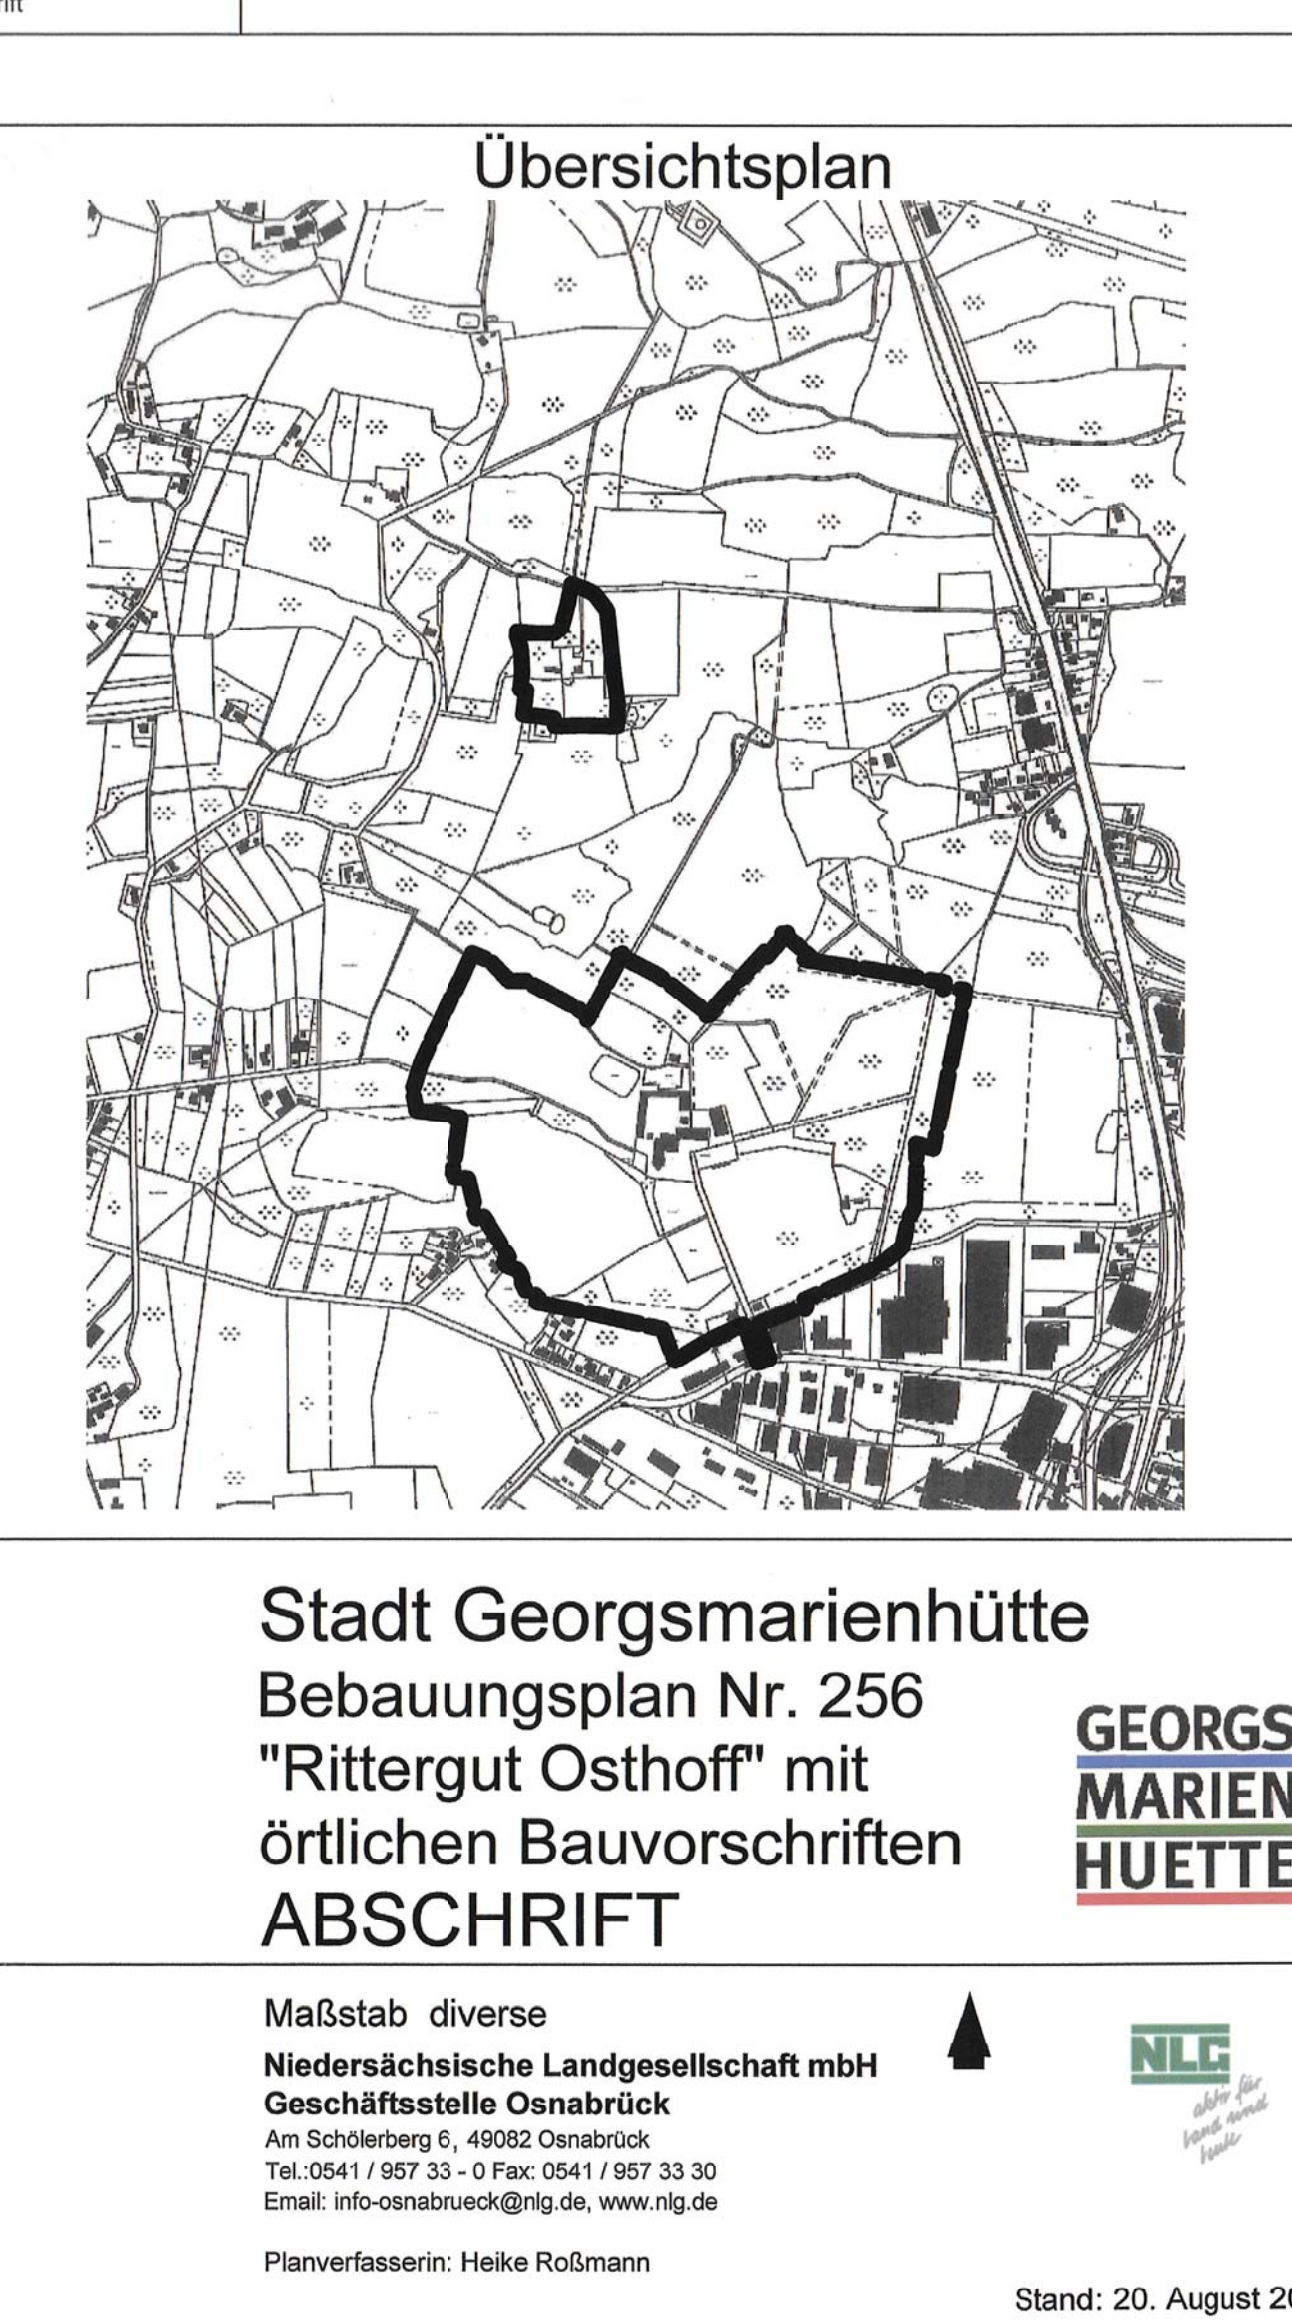 Übersichtsplan
Stadt Georgsmarienhütte
Bebauungsplan Nr. 256
"Rittergut Osthoff" mit
örtlichen Bauvorschriften
ABSCHRIFT
GEORGS
MARIEN
HUETTE
Maßstab diverse
Niedersächsische Landgesellschaft mbH
Geschäftsstelle Osnabrück
Am Schölerberg 6, 49082 Osnabrück
Tel.:0541 / 957 33 - 0 Fax: 0541 / 957 33 30
Email: info-osnabrueck@nlg.de, www.nlg.de
Planverfasserin: Heike Roßmann
NLG
aktiv für
Land und
Leute
Stand: 20. August